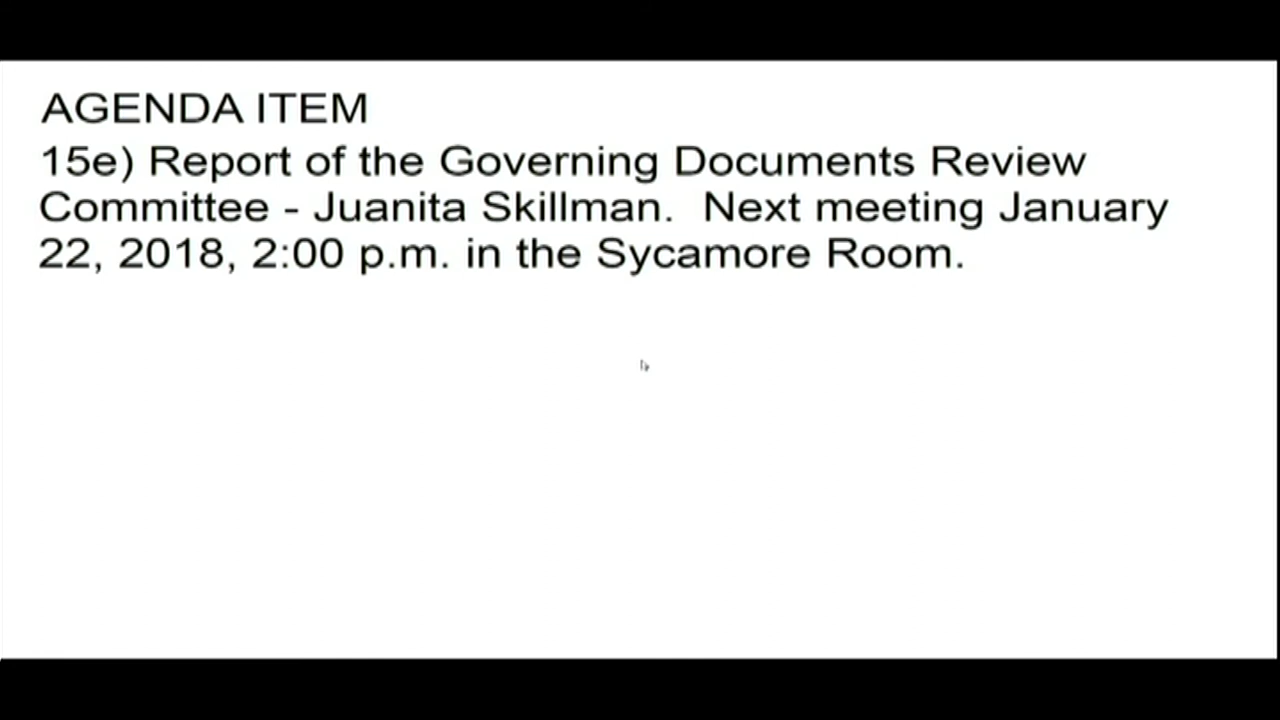 AGENDA ITEM
15e) Report of the Governing Documents Review
Committee - Juanita Skillman.  Next meeting January
22, 2018, 2:00 p.m. in the Sycamore Room.